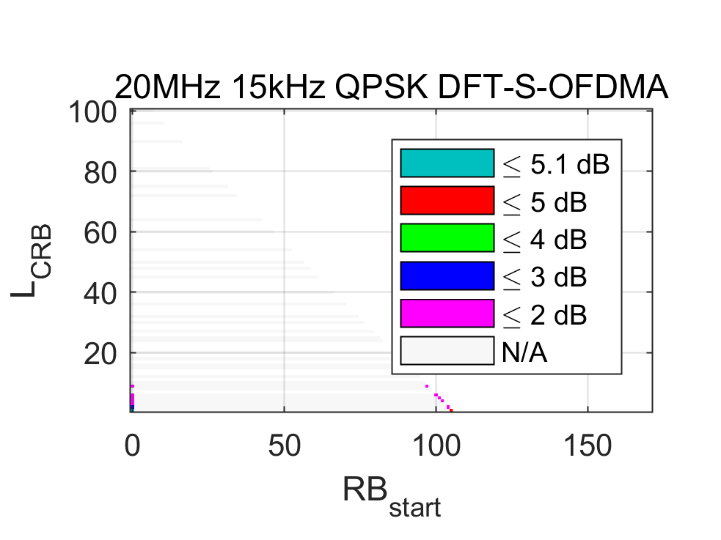 20MHz 15kHz QPSK DFT-S-OFDMA
100
80
60
40
20
L_CRB
≤ 5.1 dB
≤ 5 dB
≤ 4 dB
≤ 3 dB
≤ 2 dB
N/A
0 50 100 150
RB_start